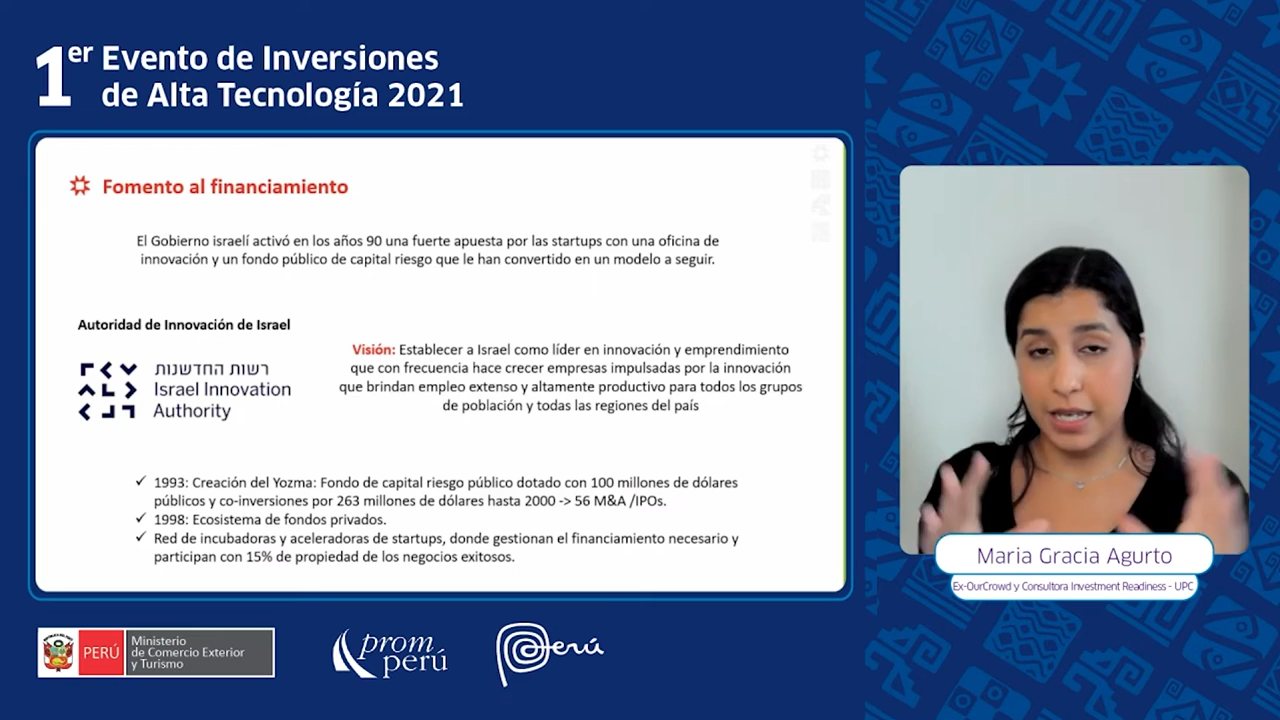 1er Evento de Inversiones
de Alta Tecnología 2021
Fomento al financiamiento
El Gobierno israelí activó en los años 90 una fuerte apuesta por las startups con una oficina de
innovación y un fondo público de capital riesgo que le han convertido en un modelo a seguir.
Autoridad de Innovación de Israel
רשות החדשנות
Israel Innovation
Authority
Visión: Establecer a Israel como líder en innovación y emprendimiento
que con frecuencia hace crecer empresas impulsadas por la innovación
que brindan empleo extenso y altamente productivo para todos los grupos
de población y todas las regiones del país
✓ 1993: Creación del Yozma: Fondo de capital riesgo público dotado con 100 millones de dólares
públicos y co-inversiones por 263 millones de dólares hasta 2000 -> 56 M&A /IPOs.
✓ 1998: Ecosistema de fondos privados.
✓ Red de incubadoras y aceleradoras de startups, donde gestionan el financiamiento necesario y
participan con 15% de propiedad de los negocios exitosos.
Maria Gracia Agurto
Ex-OurCrowd y Consultora Investment Readiness - UPC
PERÚ
Ministerio
de Comercio Exterior
y Turismo
prom
perú
Perú